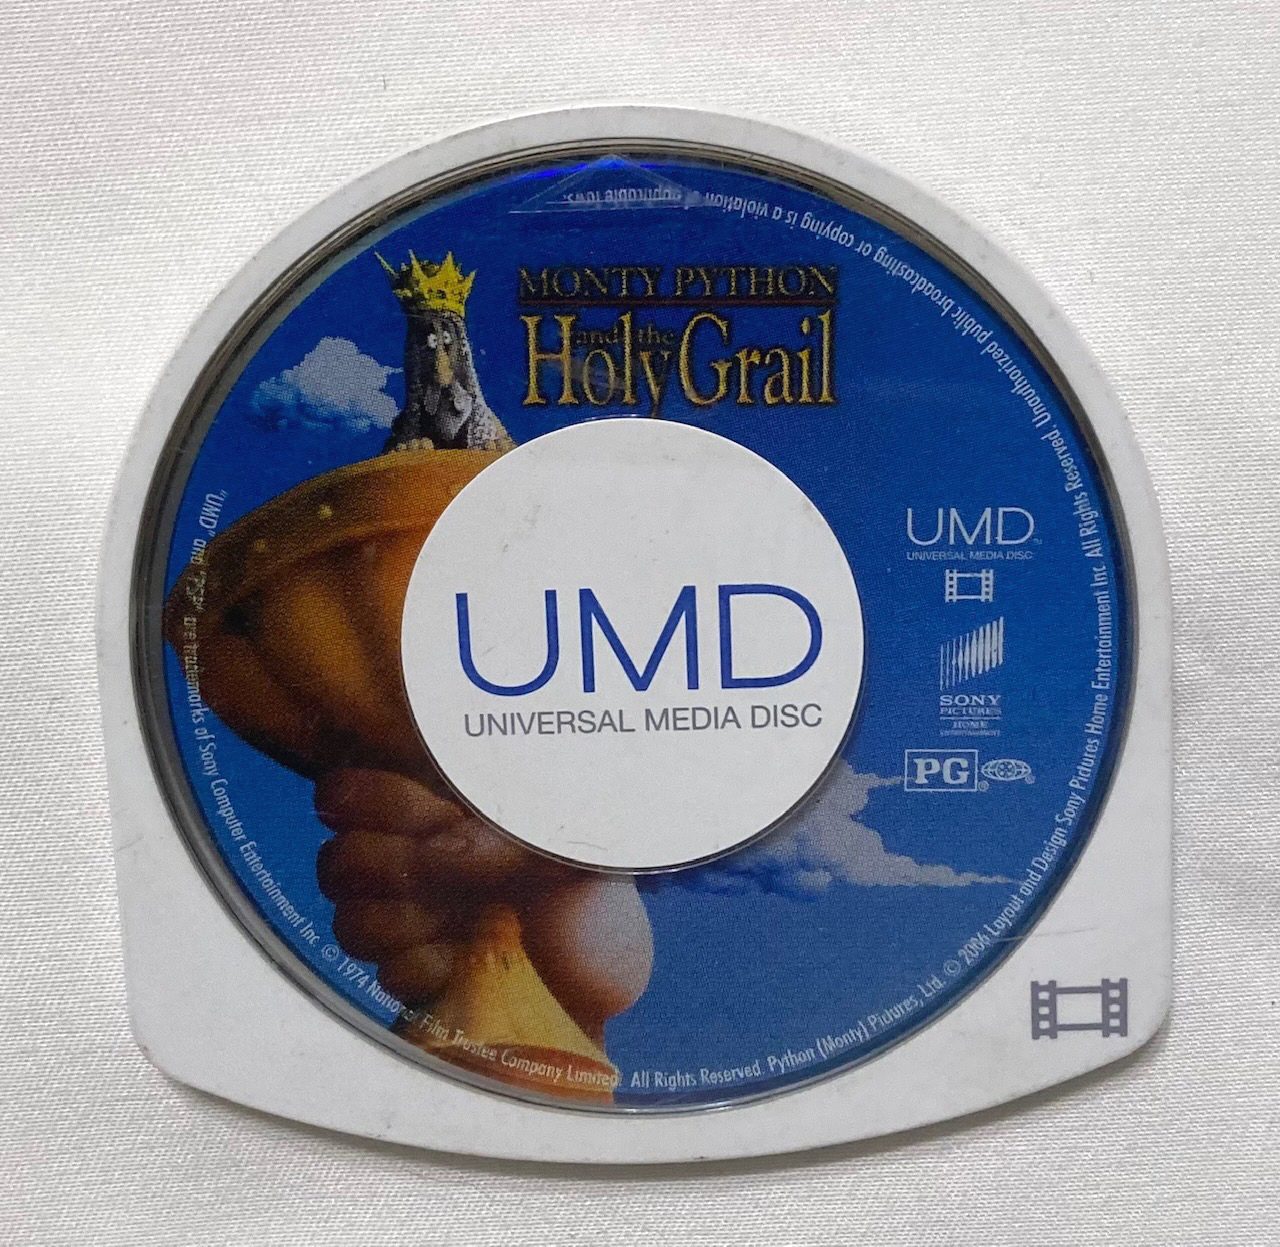 MONTY PYTHON
and the
Holy Grail
UMD
UNIVERSAL MEDIA DISC
UMD™
UNIVERSAL MEDIA DISC
SONY
PICTURES
HOME
ENTERTAINMENT
PG®
"UMD" and "PSP" are trademarks of Sony Computer Entertainment Inc. © 1974 National Film Trustee Company Limited. All Rights Reserved. Python (Monty) Pictures, Ltd. © 2006 Layout and Design Sony Pictures Home Entertainment Inc. All Rights Reserved. Unauthorized public broadcasting or copying is a violation of applicable laws.